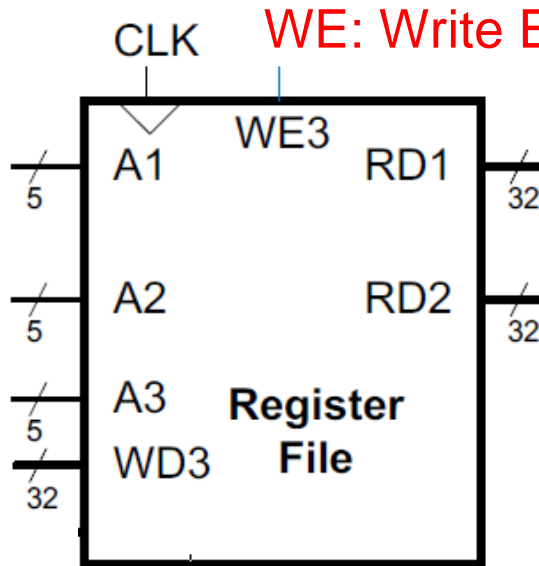 CLK
WE: Write
WE3
A1
RD1
5
32
A2
RD2
5
32
A3
Register
5
File
WD3
32